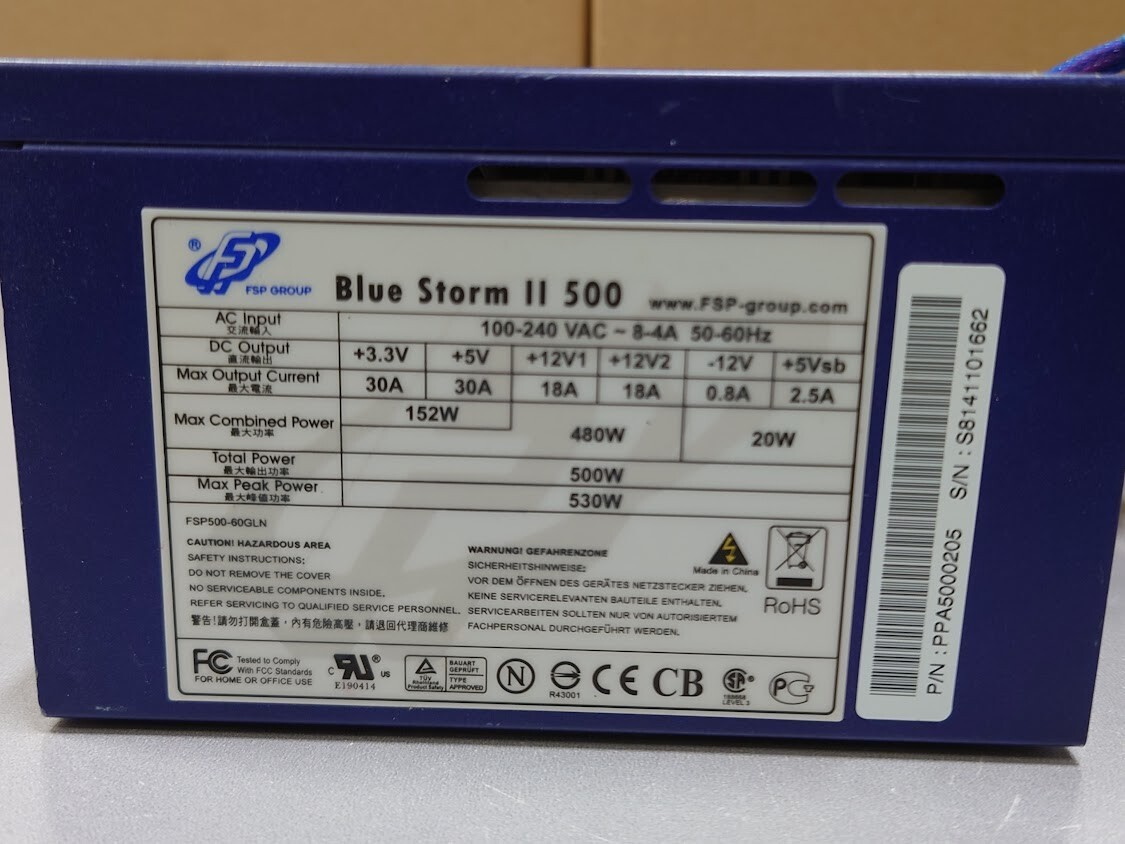 ® FSP GROUP Blue Storm II 500 www.FSP-group.com
AC Input 100-240 VAC ~ 8-4A 50-60Hz
交流輸入
DC Output +3.3V +5V +12V1 +12V2 -12V +5Vsb
直流輸出
Max Output Current 30A 30A 18A 18A 0.8A 2.5A
最大電流
Max Combined Power 152W 480W 20W
最大功率
Total Power 500W
最大輸出功率
Max Peak Power 530W
最大峰值功率
FSP500-60GLN
CAUTION! HAZARDOUS AREA
SAFETY INSTRUCTIONS:
DO NOT REMOVE THE COVER
NO SERVICEABLE COMPONENTS INSIDE.
REFER SERVICING TO QUALIFIED SERVICE PERSONNEL.
警告!請勿打開盒蓋,內有危險高壓,請退回代理商維修
WARNUNG! GEFAHRENZONE
SICHERHEITSHINWEISE:
VOR DEM ÖFFNEN DES GERÄTES NETZSTECKER ZIEHEN.
KEINE SERVICERELEVANTEN BAUTEILE ENTHALTEN.
SERVICEARBEITEN SOLLTEN NUR VON AUTORISIERTEM
FACHPERSONAL DURCHGEFÜHRT WERDEN.
Made in China
RoHS
FC Tested to Comply
With FCC Standards
FOR HOME OR OFFICE USE
c RU ® US
E190414
TÜV
Rheinland
Product Safety
BAUART
GEPRÜFT
TYPE
APPROVED
N
R43001
CE
CB
SA ®
LEVEL 3
PG
P/N : PPA5000205 S/N : S8141101662